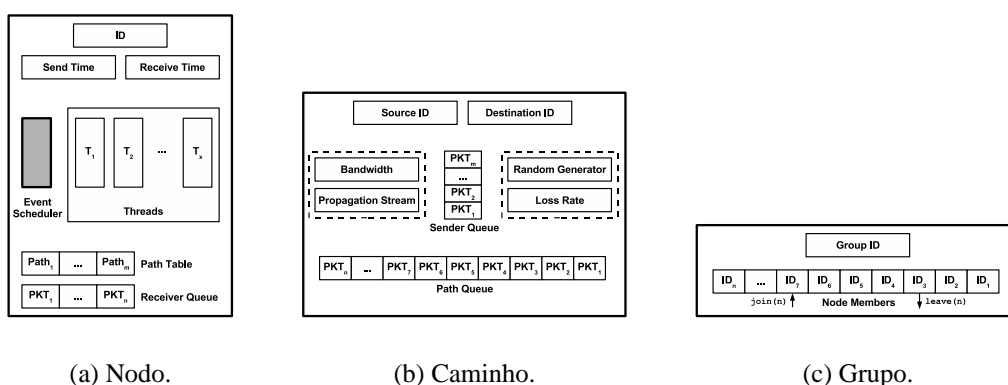 ID
Send Time Receive Time
T1 T2 ... Tx
Event
Scheduler
Threads
Path1 ... Pathm Path Table
PKT1 ... PKTn Receiver Queue
(a) Nodo.
Source ID Destination ID
Bandwidth
Propagation Stream
PKTm
...
PKT2
PKT1
Sender Queue
Random Generator
Loss Rate
PKTn ... PKT7 PKT6 PKT5 PKT4 PKT3 PKT2 PKT1
Path Queue
(b) Caminho.
Group ID
IDn ... ID7 ID6 ID5 ID4 ID3 ID2 ID1
join(n) Node Members leave(n)
(c) Grupo.